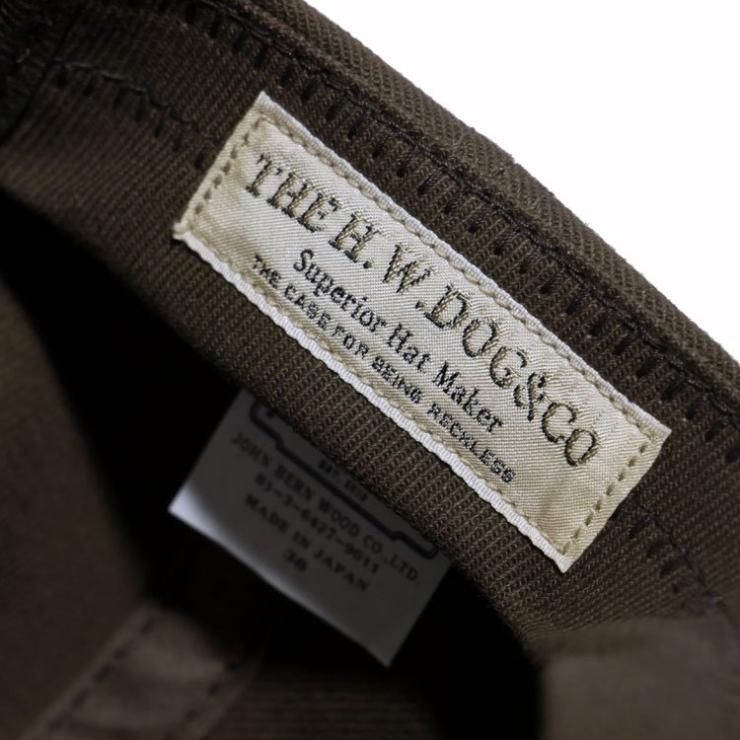 THE H.W.DOG&CO
Superior Hat Maker
THE CASE FOR BEING RECKLESS
JOHN BERN WOOD CO., LTD.
81-3-6427-9011
MADE IN JAPAN
38